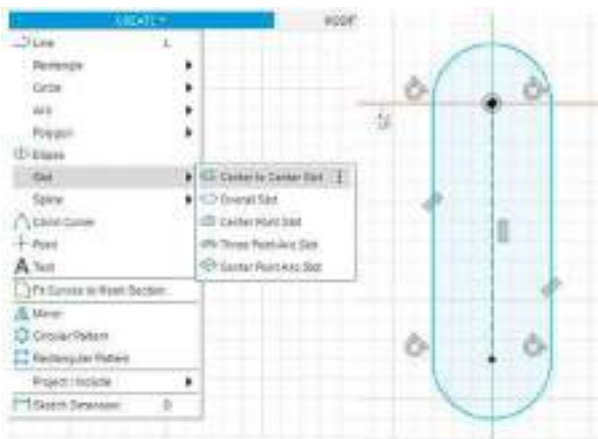 CREATE
MODIFY
Line L
Rectangle
Circle
Arc
Polygon
Ellipse
Slot
Center to Center Slot
Overall Slot
Center Point Slot
Three Point Arc Slot
Center Point Arc Slot
Spline
Conic Curve
Point
Text
Fit Curves to Mesh Section
Mirror
Circular Pattern
Rectangular Pattern
Project / Include
Sketch Dimension D